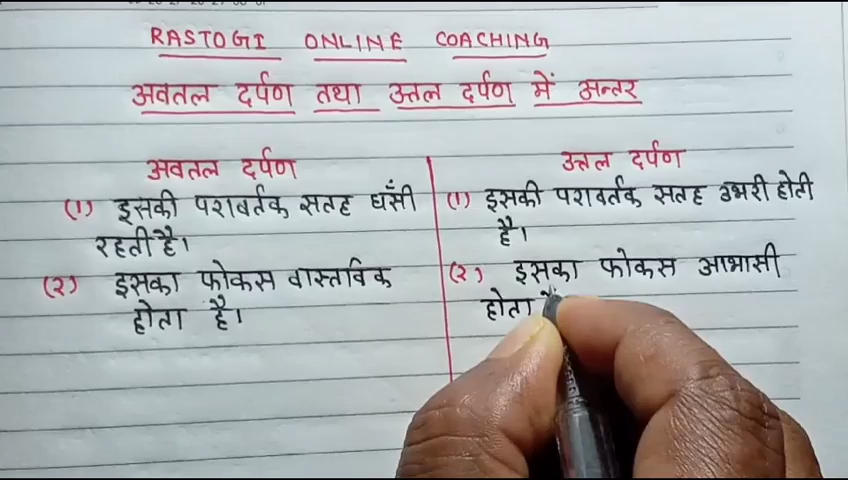 RASTOGI ONLINE COACHING
अवतल दर्पण तथा उत्तल दर्पण में अन्तर
अवतल दर्पण
(1) इसकी परावर्तक सतह धँसी
रहती है।
(२) इसका फोकस वास्तविक
होता है।
उत्तल दर्पण
(1) इसकी परावर्तक सतह उभरी होती
है।
(२) इसका फोकस आभासी
होता